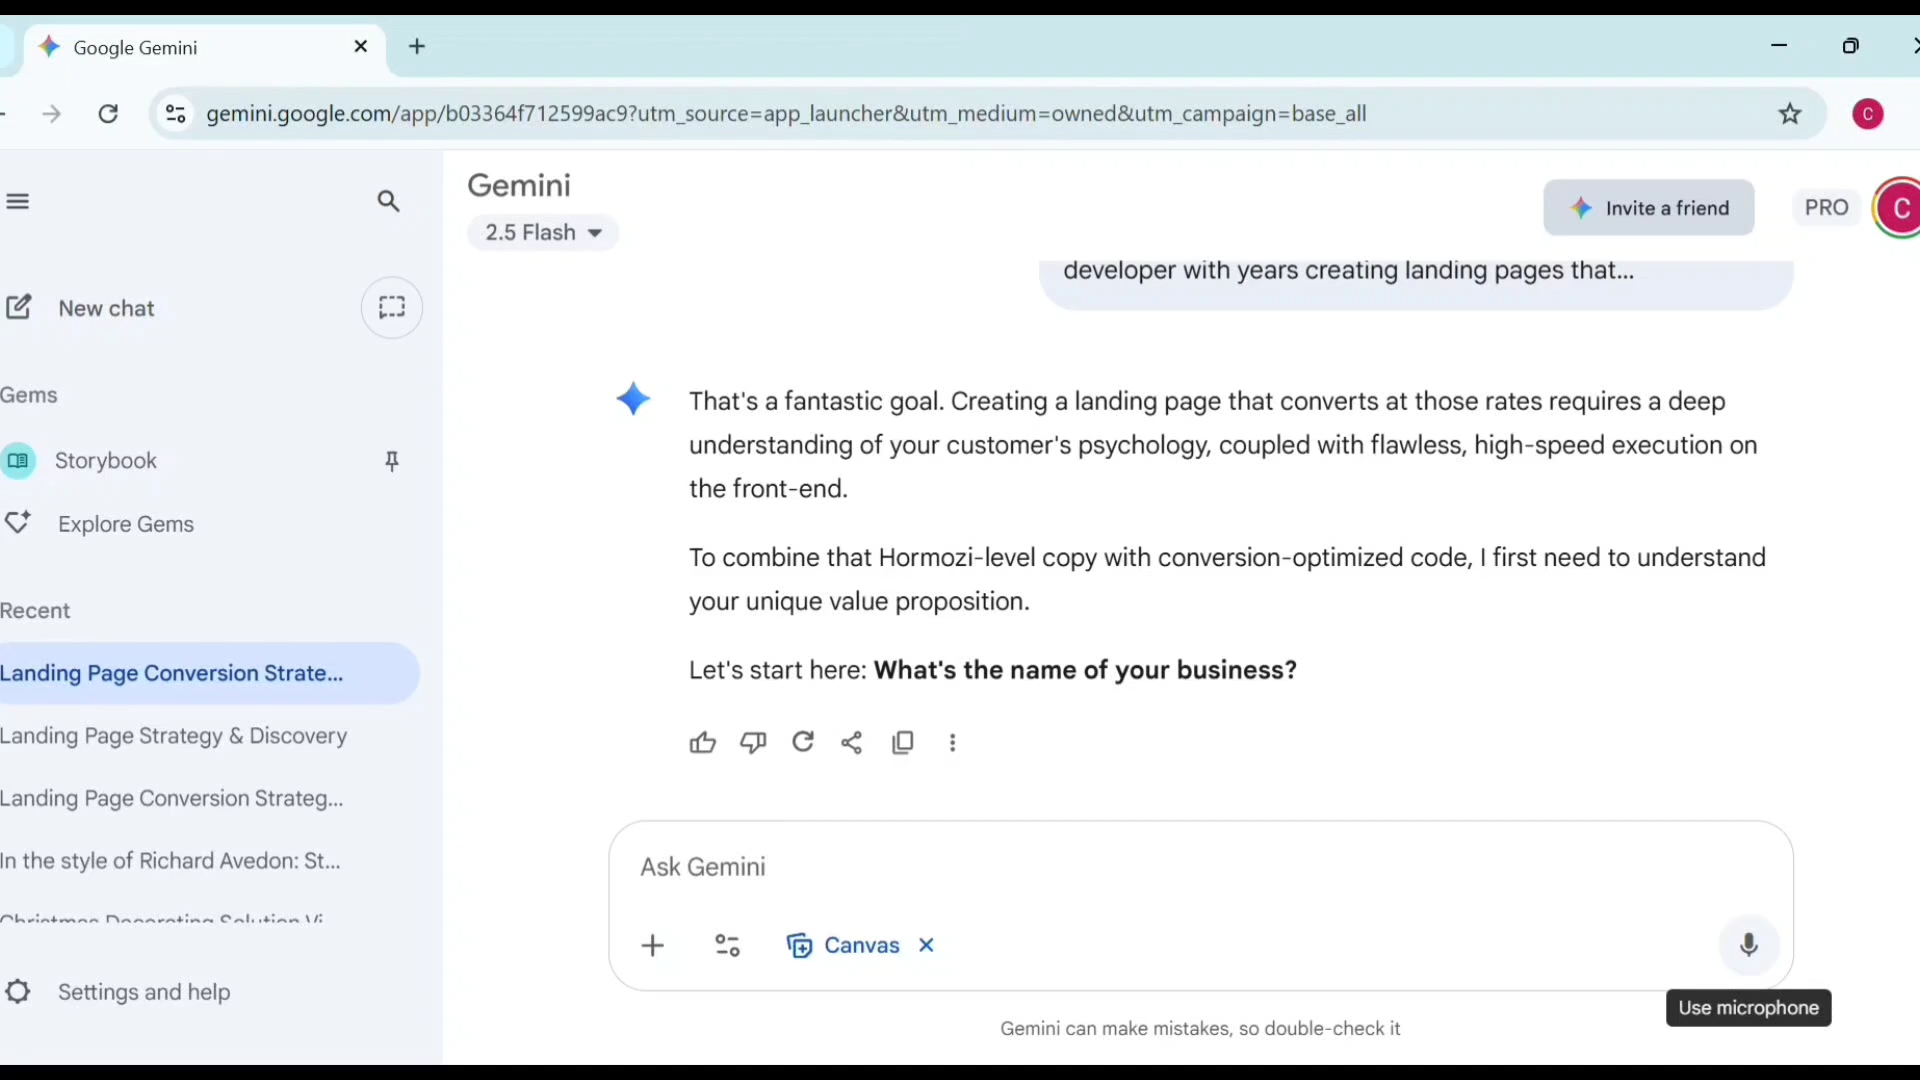 Google Gemini
gemini.google.com/app/b03364f712599ac9?utm_source=app_launcher&utm_medium=owned&utm_campaign=base_all
C
Gemini
2.5 Flash
Invite a friend
PRO
C
New chat
Gems
Storybook
Explore Gems
Recent
Landing Page Conversion Strate...
Landing Page Strategy & Discovery
Landing Page Conversion Strateg...
In the style of Richard Avedon: St...
Christmas Decorating Solution Vi
Settings and help
developer with years creating landing pages that...
That's a fantastic goal. Creating a landing page that converts at those rates requires a deep
understanding of your customer's psychology, coupled with flawless, high-speed execution on
the front-end.
To combine that Hormozi-level copy with conversion-optimized code, I first need to understand
your unique value proposition.
Let's start here: What's the name of your business?
Ask Gemini
Canvas
Use microphone
Gemini can make mistakes, so double-check it